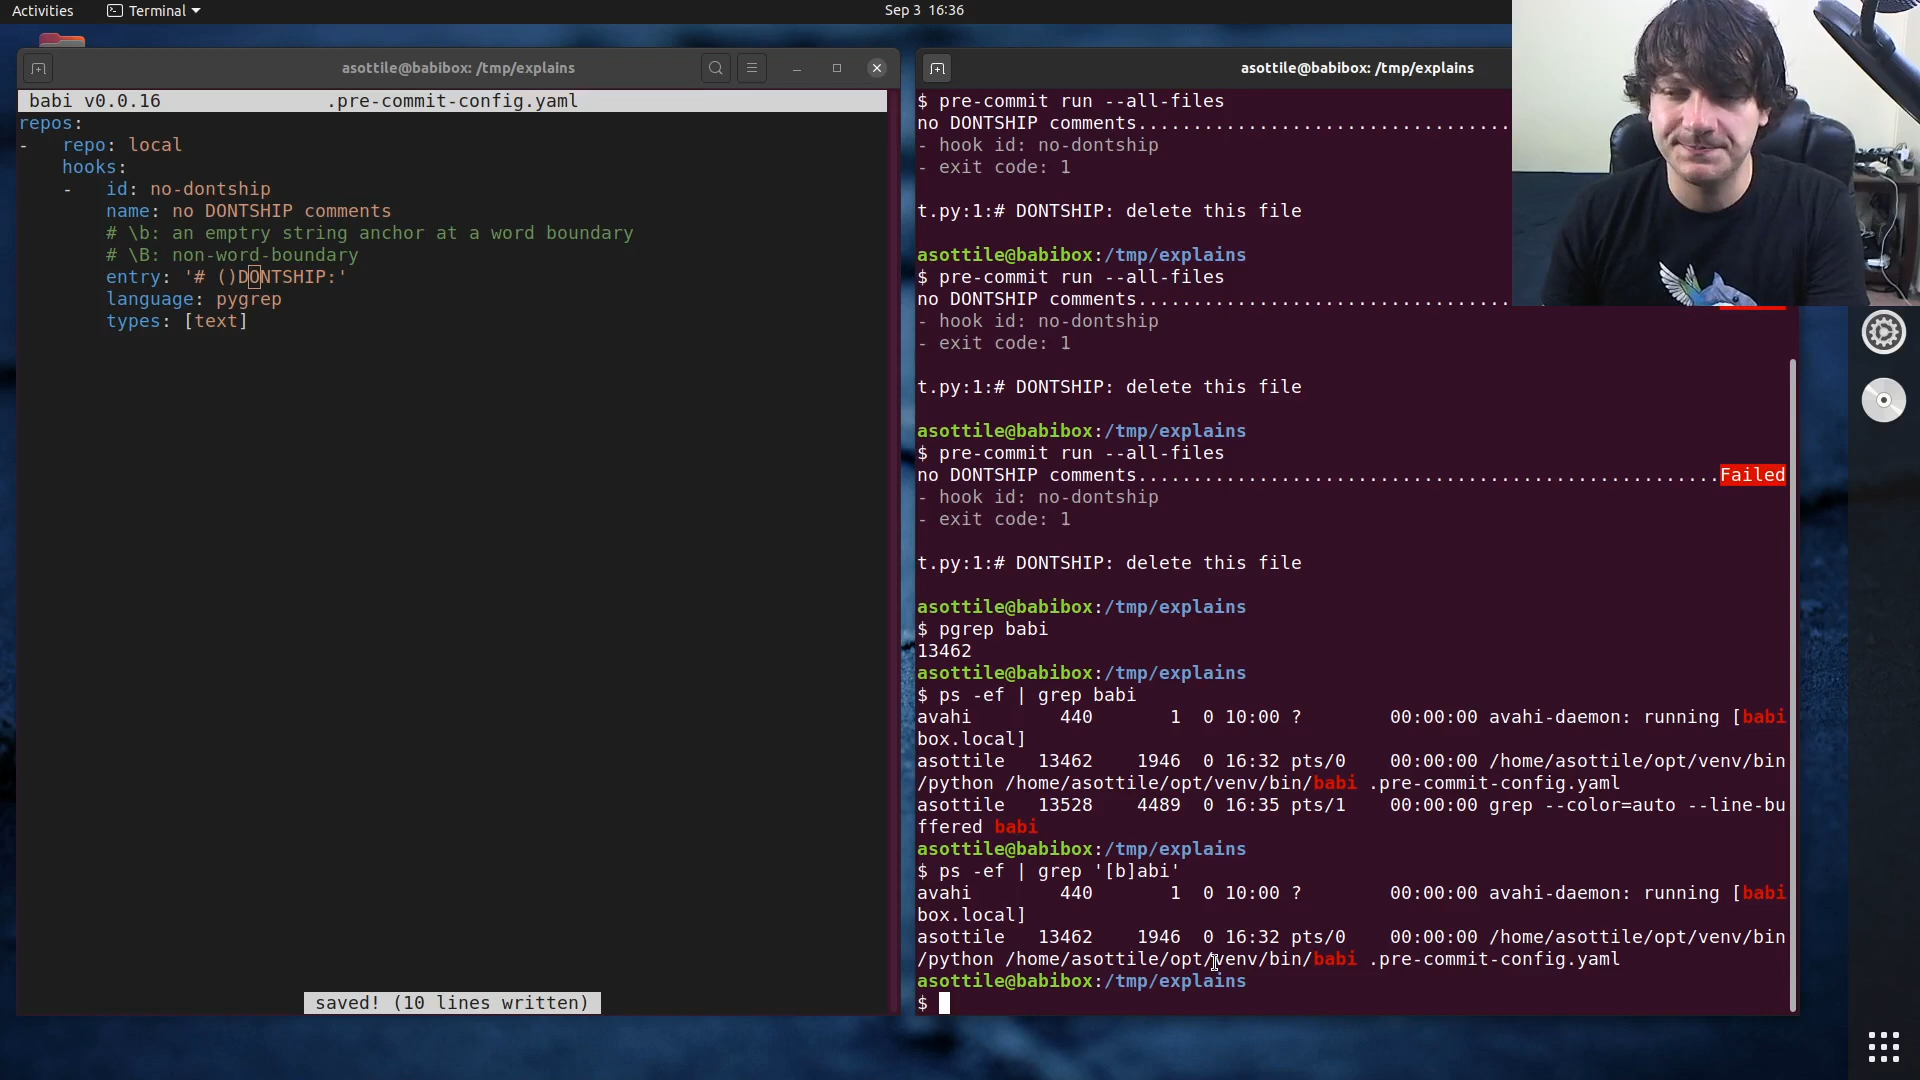 Activities
Terminal
Sep 3 16:36
asottile@babibox: /tmp/explains
babi v0.0.16 .pre-commit-config.yaml
repos:
-   repo: local
    hooks:
    -   id: no-dontship
        name: no DONTSHIP comments
        # \b: an emptry string anchor at a word boundary
        # \B: non-word-boundary
        entry: '# ()DONTSHIP:'
        language: pygrep
        types: [text]
saved! (10 lines written)
asottile@babibox: /tmp/explains
$ pre-commit run --all-files
no DONTSHIP comments......................................
- hook id: no-dontship
- exit code: 1
t.py:1:# DONTSHIP: delete this file
asottile@babibox:/tmp/explains
$ pre-commit run --all-files
no DONTSHIP comments......................................
- hook id: no-dontship
- exit code: 1
t.py:1:# DONTSHIP: delete this file
asottile@babibox:/tmp/explains
$ pre-commit run --all-files
no DONTSHIP comments.....................................................Failed
- hook id: no-dontship
- exit code: 1
t.py:1:# DONTSHIP: delete this file
asottile@babibox:/tmp/explains
$ pgrep babi
13462
asottile@babibox:/tmp/explains
$ ps -ef | grep babi
avahi        440       1  0 10:00 ?        00:00:00 avahi-daemon: running [babi
box.local]
asottile   13462    1946  0 16:32 pts/0    00:00:00 /home/asottile/opt/venv/bin
/python /home/asottile/opt/venv/bin/babi .pre-commit-config.yaml
asottile   13528    4489  0 16:35 pts/1    00:00:00 grep --color=auto --line-bu
ffered babi
asottile@babibox:/tmp/explains
$ ps -ef | grep '[b]abi'
avahi        440       1  0 10:00 ?        00:00:00 avahi-daemon: running [babi
box.local]
asottile   13462    1946  0 16:32 pts/0    00:00:00 /home/asottile/opt/venv/bin
/python /home/asottile/opt/venv/bin/babi .pre-commit-config.yaml
asottile@babibox:/tmp/explains
$